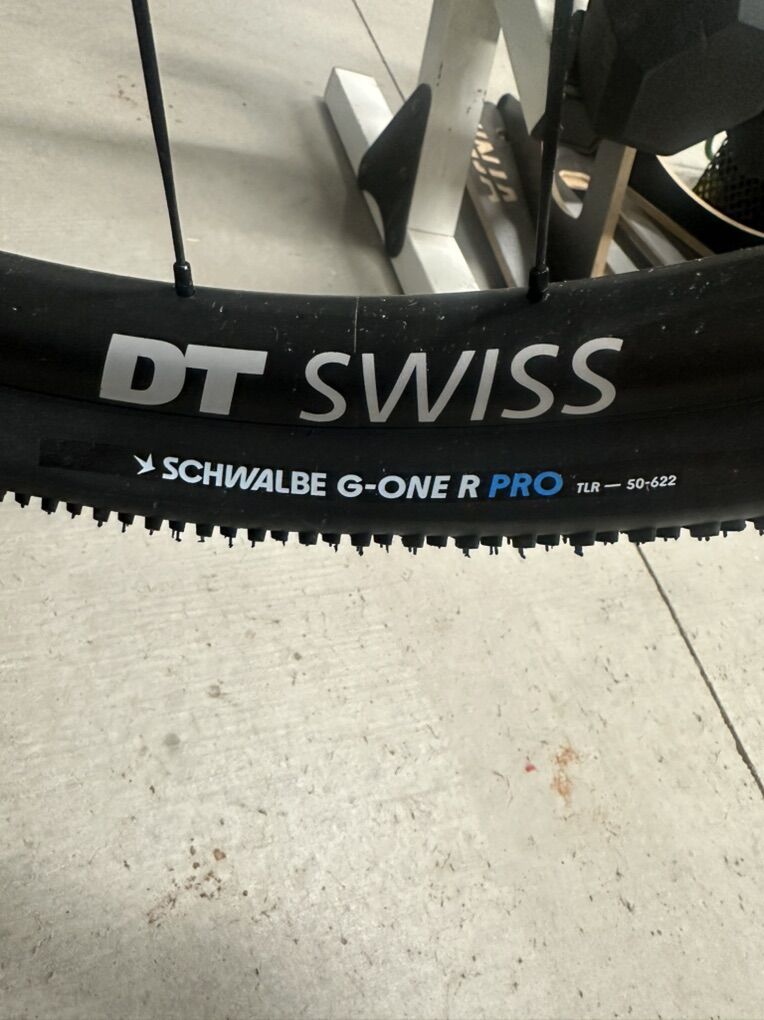 DT SWISS
SCHWALBE G-ONE R PRO TLR — 50-622